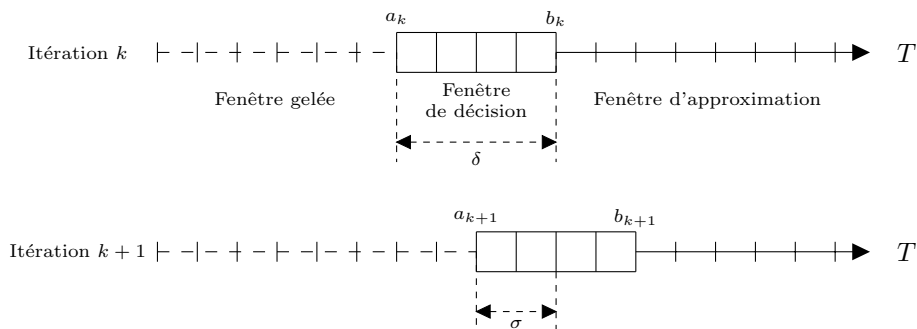 a_k
b_k
Itération k
T
Fenêtre gelée
Fenêtre
de décision
Fenêtre d'approximation
δ
a_{k+1}
b_{k+1}
Itération k + 1
T
σ